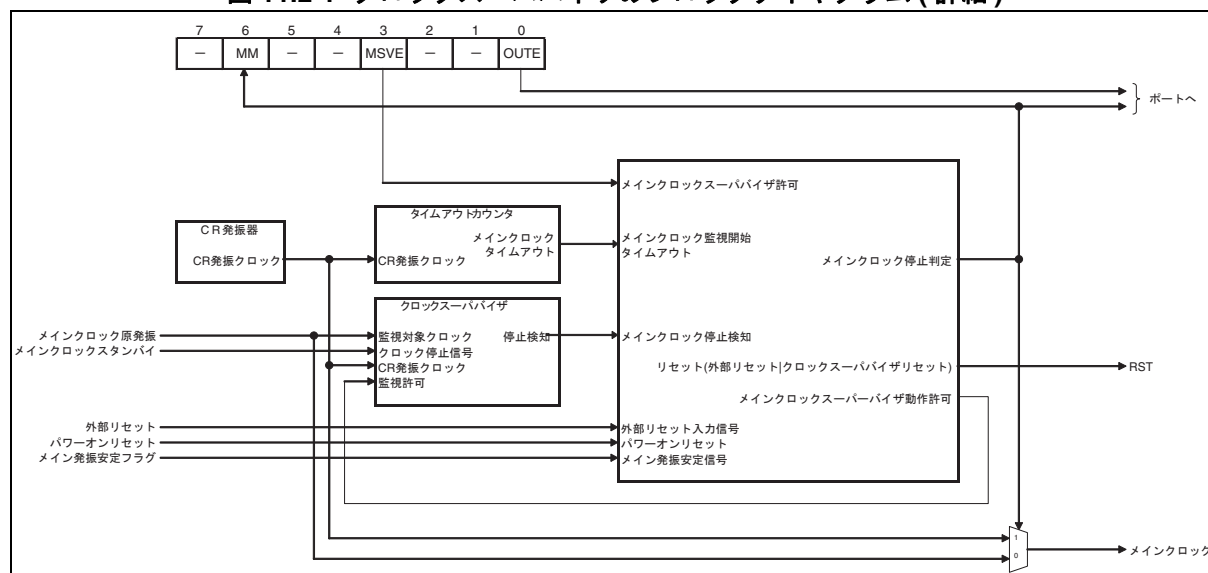 7 6 5 4 3 2 1 0
－ MM － － MSVE － － OUTE
ポートへ
メインクロックスーパバイザ許可
タイムアウトカウンタ
CR発振器
メインクロック
タイムアウト
メインクロック監視開始
タイムアウト
CR発振クロック
CR発振クロック
メインクロック停止判定
クロックスーパバイザ
メインクロック原発振
監視対象クロック
停止検知
メインクロック停止検知
メインクロックスタンバイ
クロック停止信号
CR発振クロック
監視許可
リセット(外部リセット|クロックスーパバイザリセット)
RST
メインクロックスーパーバイザ動作許可
外部リセット
外部リセット入力信号
パワーオンリセット
パワーオンリセット
メイン発振安定フラグ
メイン発振安定信号
1
0
メインクロック